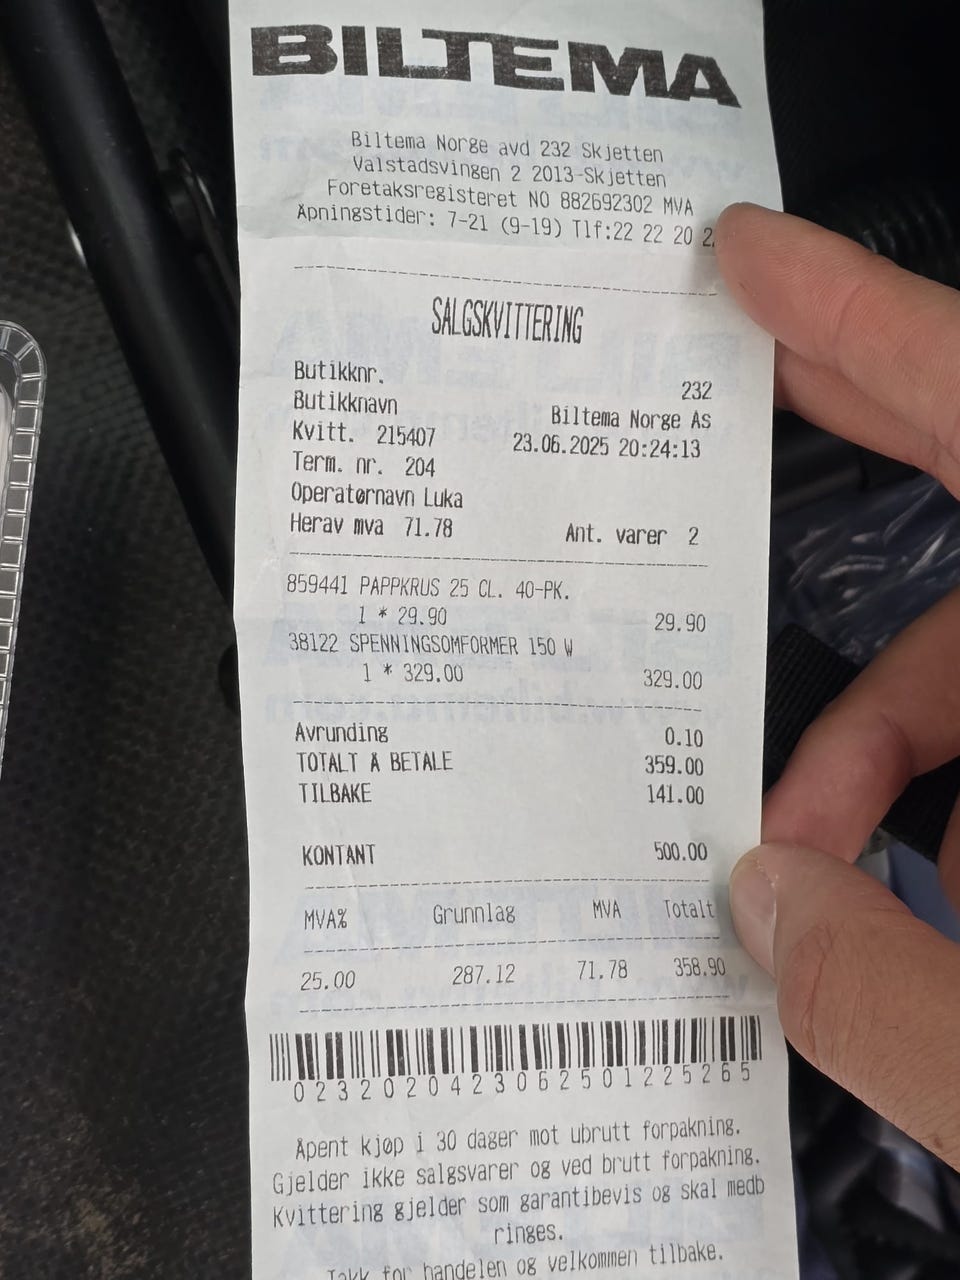 BILTEMA
Biltema Norge avd 232 Skjetten
Valstadsvingen 2 2013-Skjetten
Foretaksregisteret NO 882692302 MVA
Åpningstider: 7-21 (9-19) Tlf:22 22 20 2
SALGSKVITTERING
Butikknr. 232
Butikknavn Biltema Norge As
Kvitt. 215407 23.06.2025 20:24:13
Term. nr. 204
Operatørnavn Luka
Herav mva 71.78 Ant. varer 2
859441 PAPPKRUS 25 CL. 40-PK.
1 * 29.90 29.90
38122 SPENNINGSOMFORMER 150 W
1 * 329.00 329.00
Avrunding 0.10
TOTALT Å BETALE 359.00
TILBAKE 141.00
KONTANT 500.00
MVA% Grunnlag MVA Totalt
25.00 287.12 71.78 358.90
0232020423062501225265
Åpent kjøp i 30 dager mot ubrutt forpakning.
Gjelder ikke salgsvarer og ved brutt forpakning.
Kvittering gjelder som garantibevis og skal medb
ringes.
Takk for handelen og velkommen tilbake.